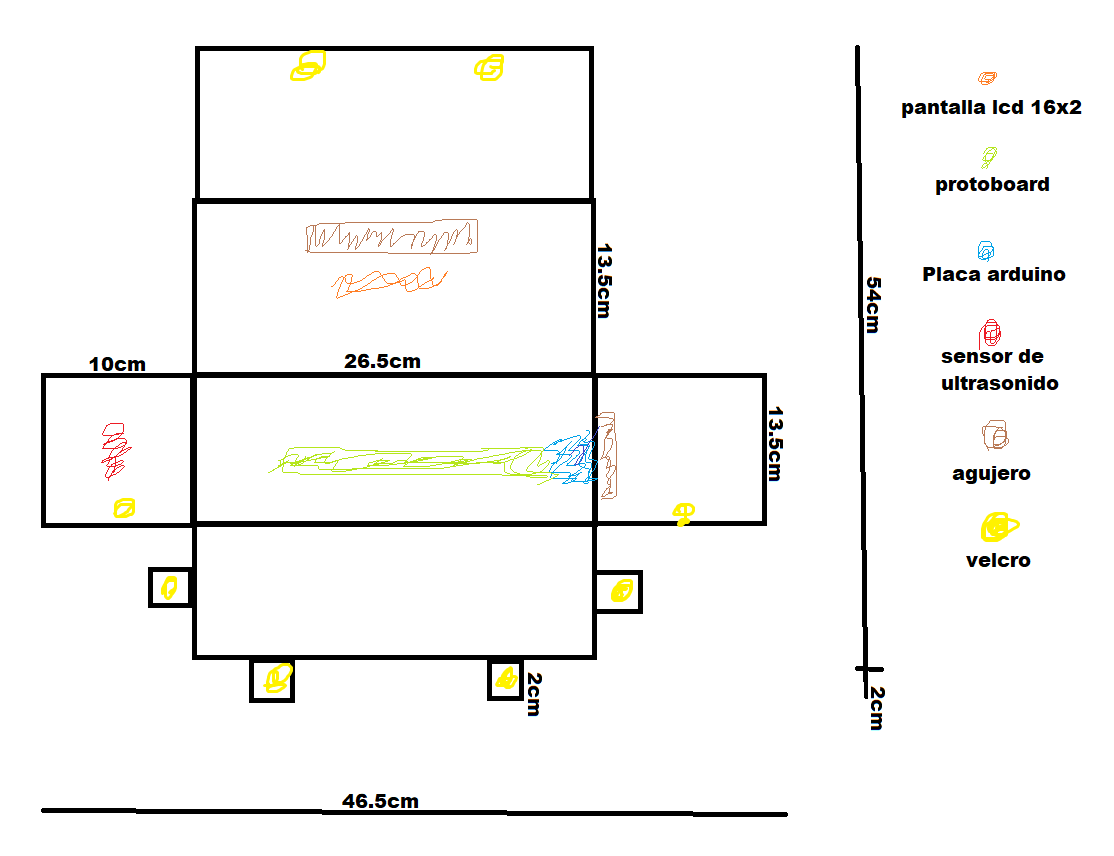 pantalla lcd 16x2
protoboard
13.5cm
Placa arduino
54cm
sensor de
ultrasonido
10cm
26.5cm
13.5cm
agujero
velcro
2cm
2cm
46.5cm